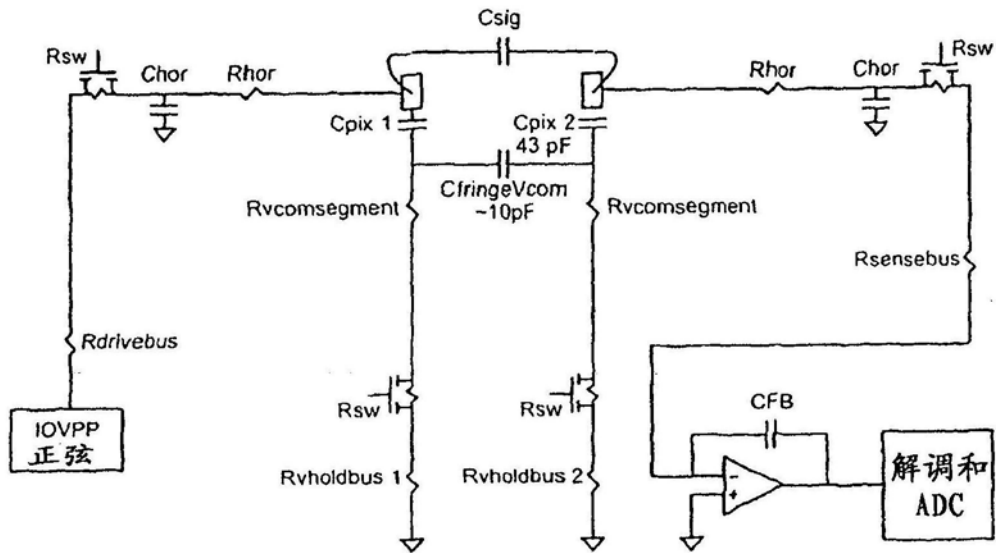 Csig
Rsw
Chor
Rhor
Rhor
Chor
Rsw
Cpix 1
Cpix 2
43 pF
CfringeVcom
~10pF
Rvcomsegment
Rvcomsegment
Rsensebus
Rdrivebus
IOVPP
正弦
Rsw
Rsw
CFB
Rvholdbus 1
Rvholdbus 2
-
+
解调和
ADC